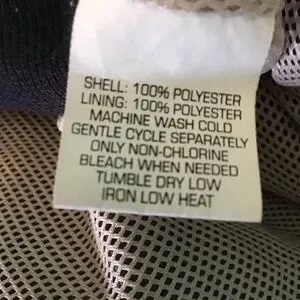 SHELL: 100% POLYESTER
LINING: 100% POLYESTER
MACHINE WASH COLD
GENTLE CYCLE SEPARATELY
ONLY NON-CHLORINE
BLEACH WHEN NEEDED
TUMBLE DRY LOW
IRON LOW HEAT